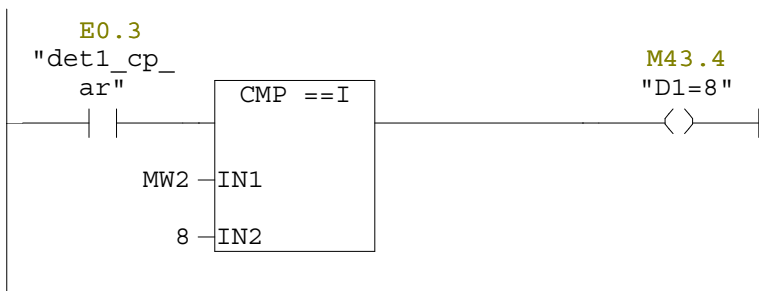 E0.3
"det1_cp_
ar"
CMP ==I
M43.4
"D1=8"
MW2
IN1
8
IN2